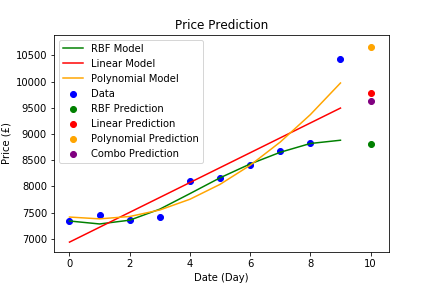 Price Prediction
Price (£)
10500
10000
9500
9000
8500
8000
7500
7000
RBF Model
Linear Model
Polynomial Model
Data
RBF Prediction
Linear Prediction
Polynomial Prediction
Combo Prediction
0 2 4 6 8 10
Date (Day)